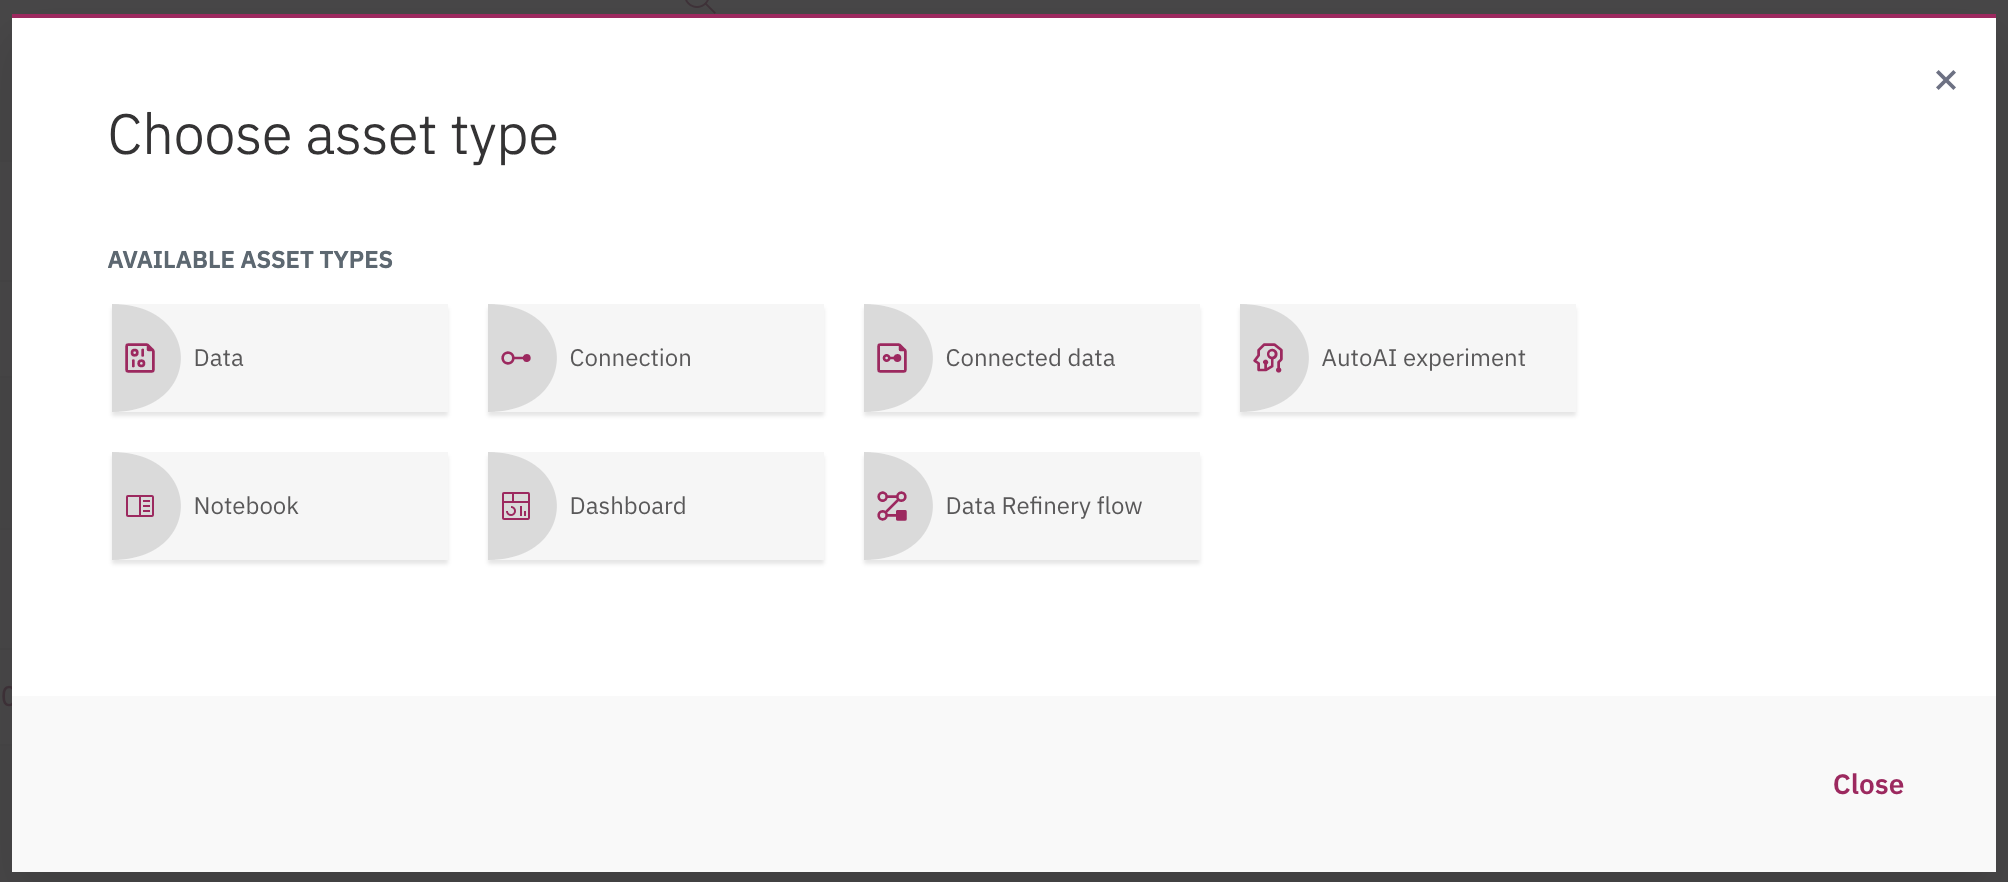 Choose asset type
AVAILABLE ASSET TYPES
Data
Connection
Connected data
AutoAI experiment
Notebook
Dashboard
Data Refinery flow
Close